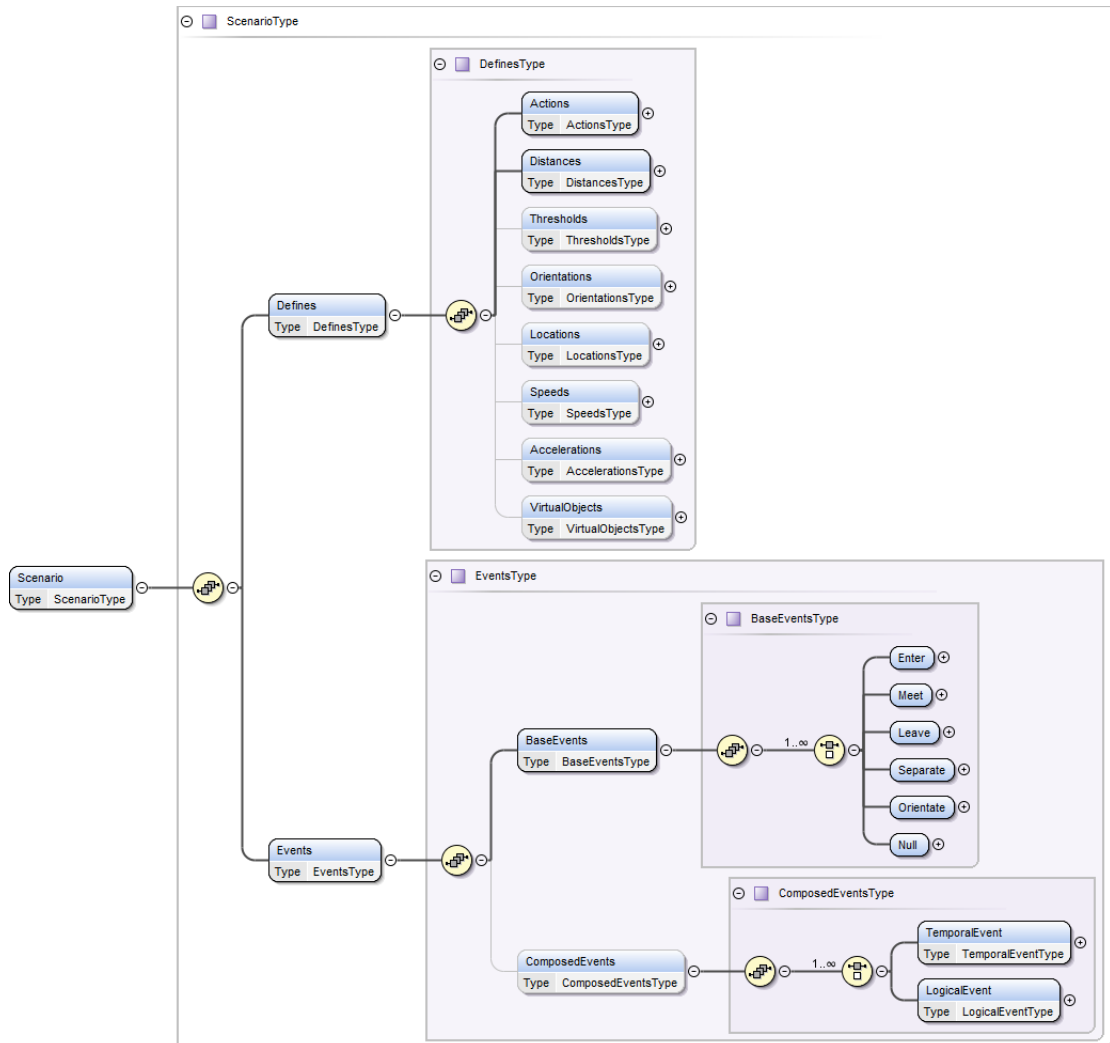 ScenarioType
DefinesType
Actions
Type ActionsType
Distances
Type DistancesType
Thresholds
Type ThresholdsType
Orientations
Type OrientationsType
Defines
Type DefinesType
Locations
Type LocationsType
Speeds
Type SpeedsType
Accelerations
Type AccelerationsType
VirtualObjects
Type VirtualObjectsType
Scenario
Type ScenarioType
EventsType
BaseEventsType
Enter
Meet
Leave
BaseEvents
Type BaseEventsType
1..∞
Separate
Orientate
Null
Events
Type EventsType
ComposedEventsType
TemporalEvent
Type TemporalEventType
ComposedEvents
Type ComposedEventsType
1..∞
LogicalEvent
Type LogicalEventType